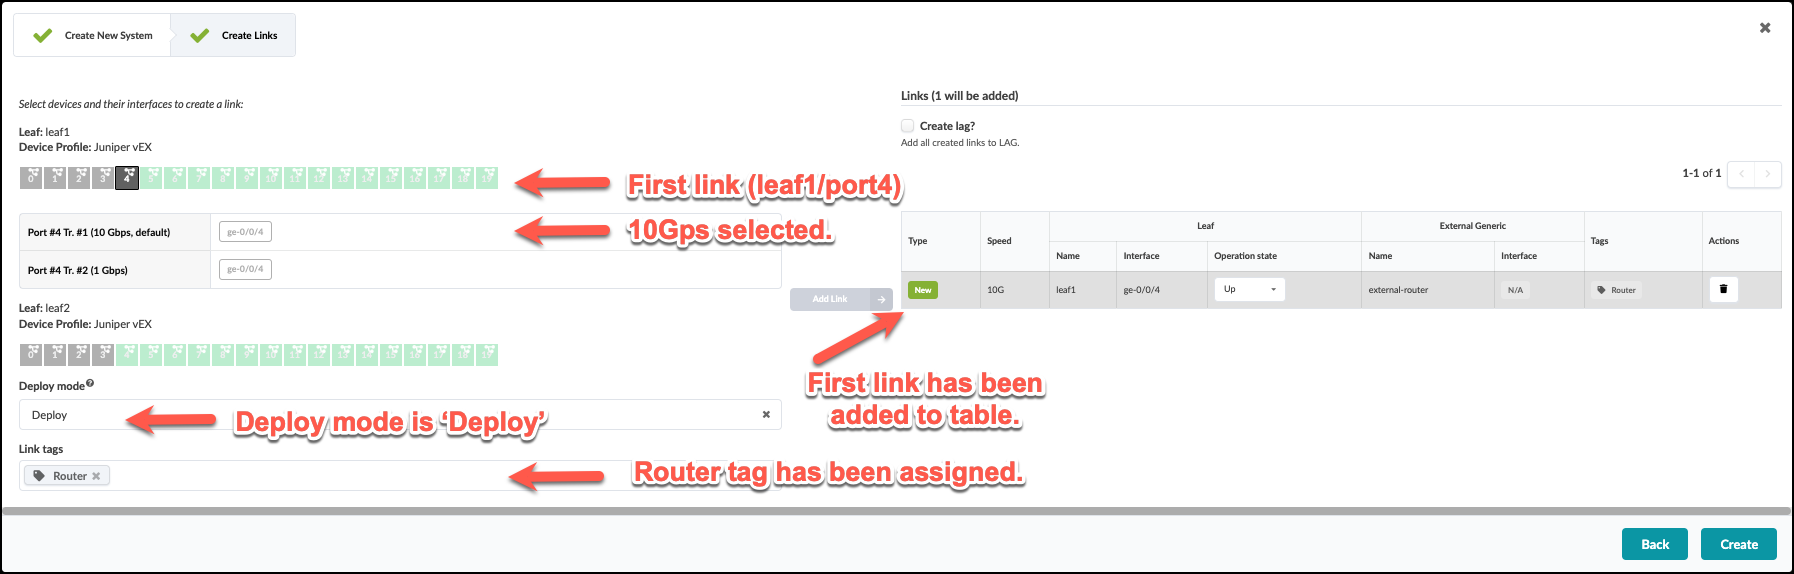 Create New System
Create Links
Select devices and their interfaces to create a link:
Leaf: leaf1
Device Profile: Juniper vEX
0 1 2 3 4 5 6 7 8 9 10 11 12 13 14 15 16 17 18 19
First link (leaf1/port4)
Port #4 Tr. #1 (10 Gbps, default) ge-0/0/4
10Gps selected.
Port #4 Tr. #2 (1 Gbps) ge-0/0/4
Leaf: leaf2
Device Profile: Juniper vEX
0 1 2 3 4 5 6 7 8 9 10 11 12 13 14 15 16 17 18 19
Deploy mode
Deploy
Deploy mode is ‘Deploy’
Link tags
Router
Router tag has been assigned.
Add Link
Links (1 will be added)
Create lag?
Add all created links to LAG.
1-1 of 1
Type Speed Leaf External Generic Tags Actions
Name Interface Operation state Name Interface
New 10G leaf1 ge-0/0/4 Up external-router N/A Router
First link has been
added to table.
Back Create